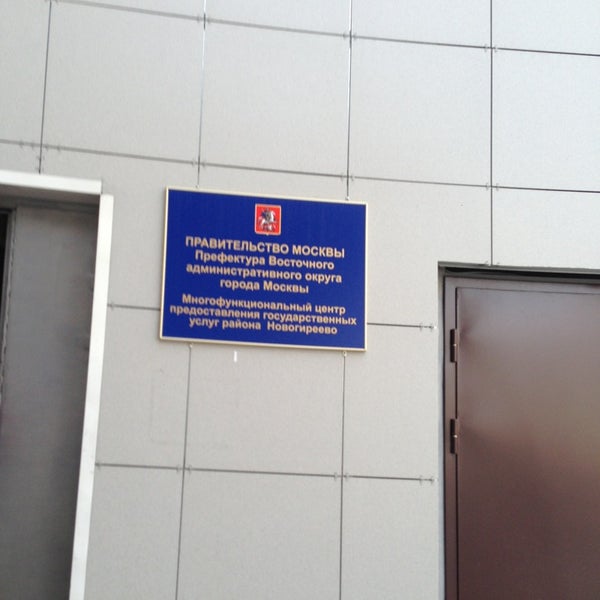 ПРАВИТЕЛЬСТВО МОСКВЫ
Префектура Восточного
административного округа
города Москвы
Многофункциональный центр
предоставления государственных
услуг района Новогиреево